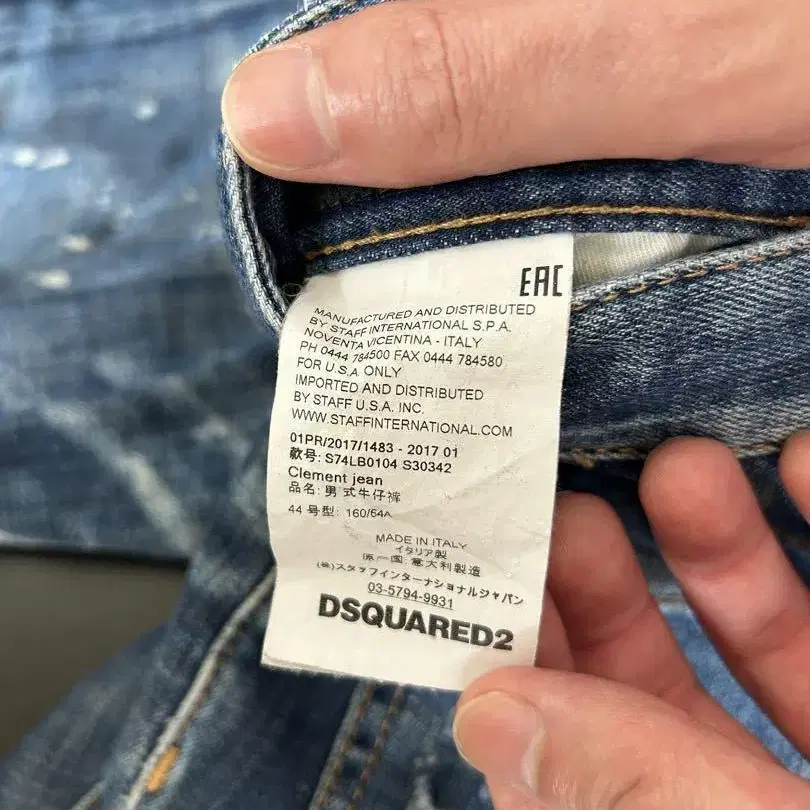 EAC
MANUFACTURED AND DISTRIBUTED
BY STAFF INTERNATIONAL S.P.A.
NOVENTA VICENTINA - ITALY
PH 0444 784500 FAX 0444 784580
FOR U.S.A ONLY
IMPORTED AND DISTRIBUTED
BY STAFF U.S.A. INC.
WWW.STAFFINTERNATIONAL.COM
01PR/2017/1483 - 2017 01
款号: S74LB0104 S30342
Clement jean
品名: 男式牛仔裤
44 号型: 160/64A
MADE IN ITALY
イタリア製
原産国: 意大利製造
(株)スタッフインターナショナルジャパン
03-5794-9931
DSQUARED2